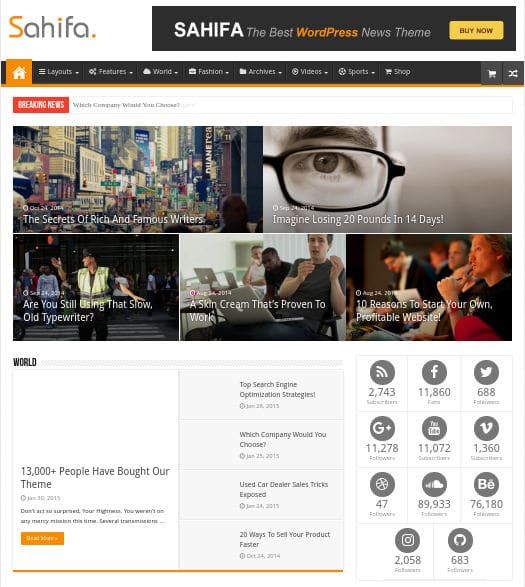 Sahifa.
SAHIFA The Best WordPress News Theme
BUY NOW
Layouts
Features
World
Fashion
Archives
Videos
Sports
Shop
BREAKING NEWS
Which Company Would You Choose?
Oct 24, 2014
The Secrets Of Rich And Famous Writers
Sep 24, 2014
Imagine Losing 20 Pounds In 14 Days!
Sep 24, 2014
Are You Still Using That Slow,
Old Typewriter?
Aug 24, 2014
A Skin Cream That's Proven To
Work
Aug 24, 2014
10 Reasons To Start Your Own,
Profitable Website!
WORLD
13,000+ People Have Bought Our
Theme
Jan 30, 2015
Don't act so surprised, Your Highness. You weren't on
any mercy mission this time. Several transmissions ...
Read More »
Top Search Engine
Optimization Strategies!
Jan 28, 2015
Which Company Would You
Choose?
Jan 25, 2015
Used Car Dealer Sales Tricks
Exposed
Jan 24, 2015
20 Ways To Sell Your Product
Faster
Oct 24, 2014
2,743
Subscribers
11,860
Fans
688
Followers
11,278
Followers
You Tube
11,072
Subscribers
1,360
Subscribers
47
Followers
89,933
Followers
Bē
76,180
Followers
2,058
Followers
683
Followers